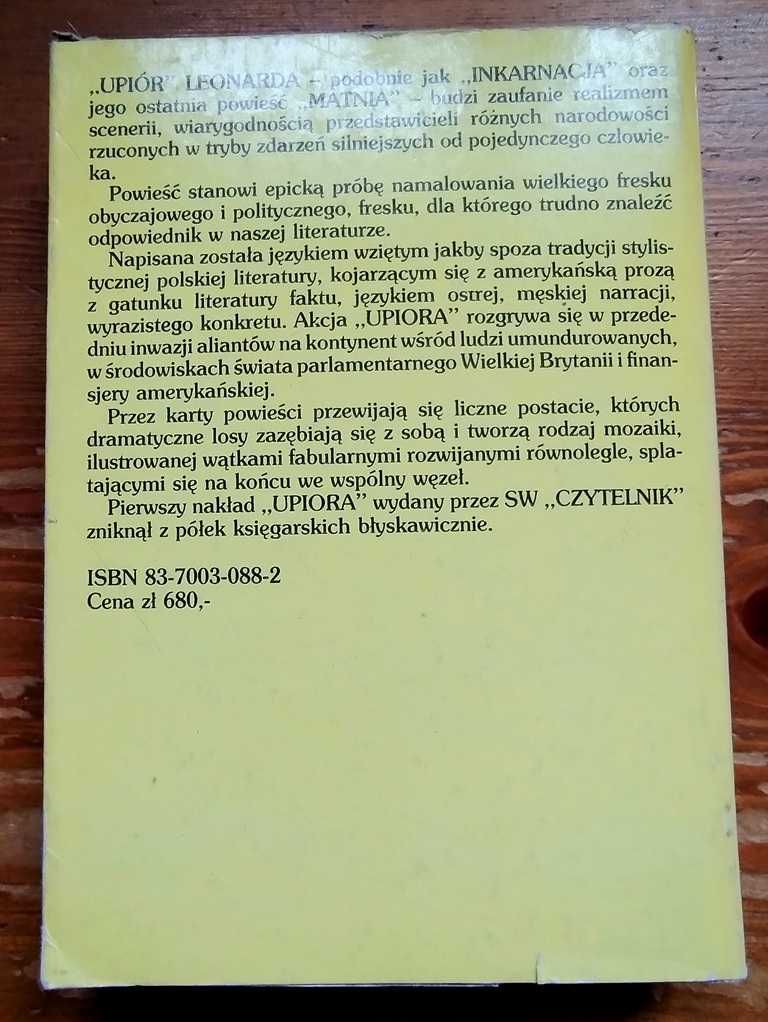 „UPIÓR” LEONARDA – podobnie jak „INKARNACJA” oraz
jego ostatnia powieść „MATNIA” – budzi zaufanie realizmem
scenerii, wiarygodnością przedstawicieli różnych narodowości
rzuconych w tryby zdarzeń silniejszych od pojedynczego człowie-
ka.
Powieść stanowi epicką próbę namalowania wielkiego fresku
obyczajowego i politycznego, fresku, dla którego trudno znaleźć
odpowiednik w naszej literaturze.
Napisana została językiem wziętym jakby spoza tradycji stylis-
tycznej polskiej literatury, kojarzącym się z amerykańską prozą
z gatunku literatury faktu, językiem ostrej, męskiej narracji,
wyrazistego konkretu. Akcja „UPIORA” rozgrywa się w przede-
dniu inwazji aliantów na kontynent wśród ludzi umundurowanych,
w środowiskach świata parlamentarnego Wielkiej Brytanii i finan-
sjery amerykańskiej.
Przez karty powieści przewijają się liczne postacie, których
dramatyczne losy zazębiają się z sobą i tworzą rodzaj mozaiki,
ilustrowanej wątkami fabularnymi rozwijanymi równolegle, spla-
tającymi się na końcu we wspólny węzeł.
Pierwszy nakład „UPIORA” wydany przez SW „CZYTELNIK”
zniknął z półek księgarskich błyskawicznie.
ISBN 83-7003-088-2
Cena zł 680,-